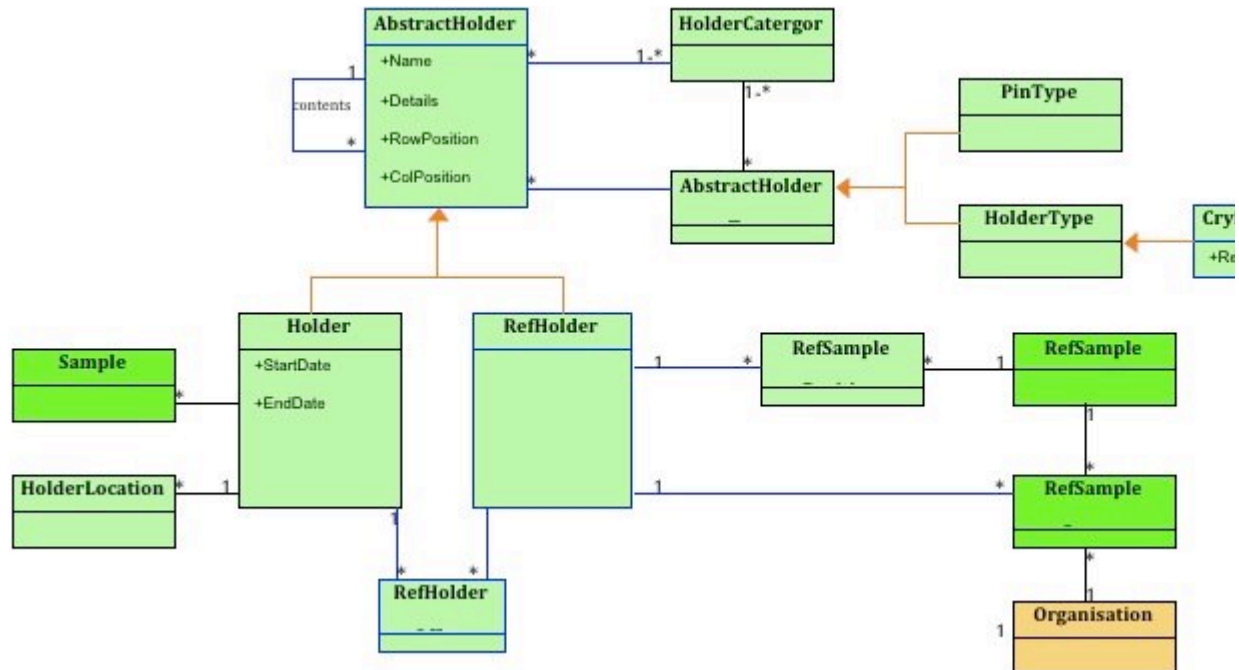 AbstractHolder
+Name
+Details
+RowPosition
+ColPosition
1
contents
*
*
1-*
HolderCatergor
1-*
*
*
AbstractHolder
PinType
HolderType
Cry
+Re
Holder
+StartDate
+EndDate
RefHolder
Sample
*
HolderLocation
*
1
1
*
*
RefHolder
1
*
RefSample
*
1
RefSample
1
*
1
*
RefSample
*
1
1
Organisation